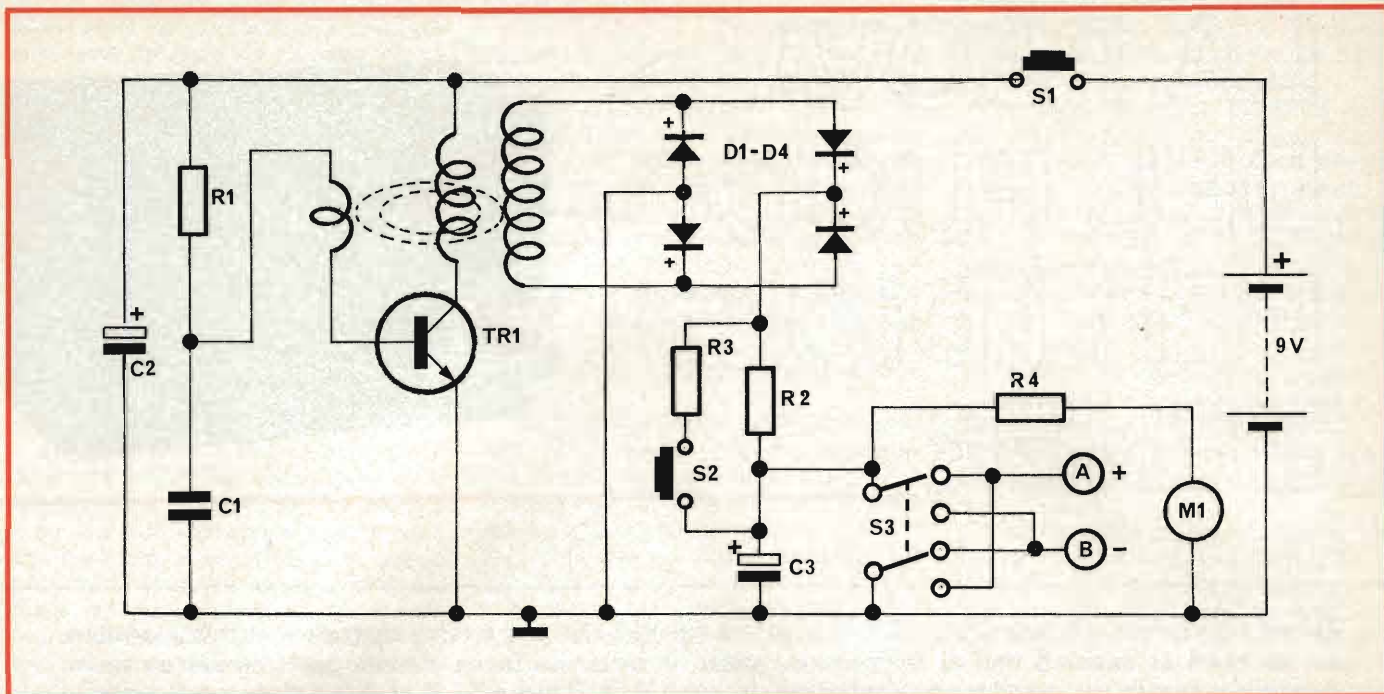 S1
+
D1-D4
+
R1
+
+
+
+
TR1
C2
9V
R3
R2
R4
S2
A +
M1
C1
S3
B -
+
C3